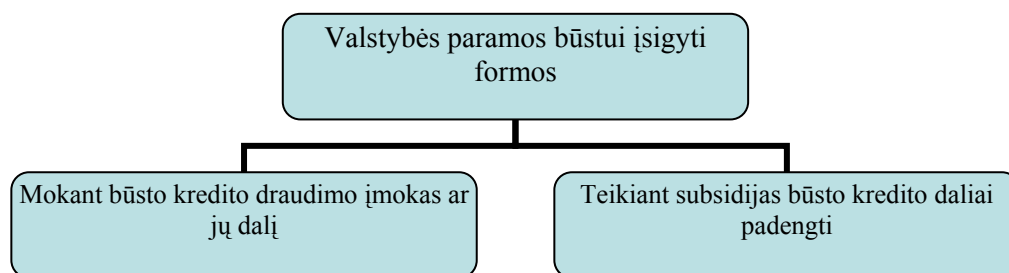 Valstybės paramos būstui įsigyti
formos
Mokant būsto kredito draudimo įmokas ar
jų dalį
Teikiant subsidijas būsto kredito daliai
padengti